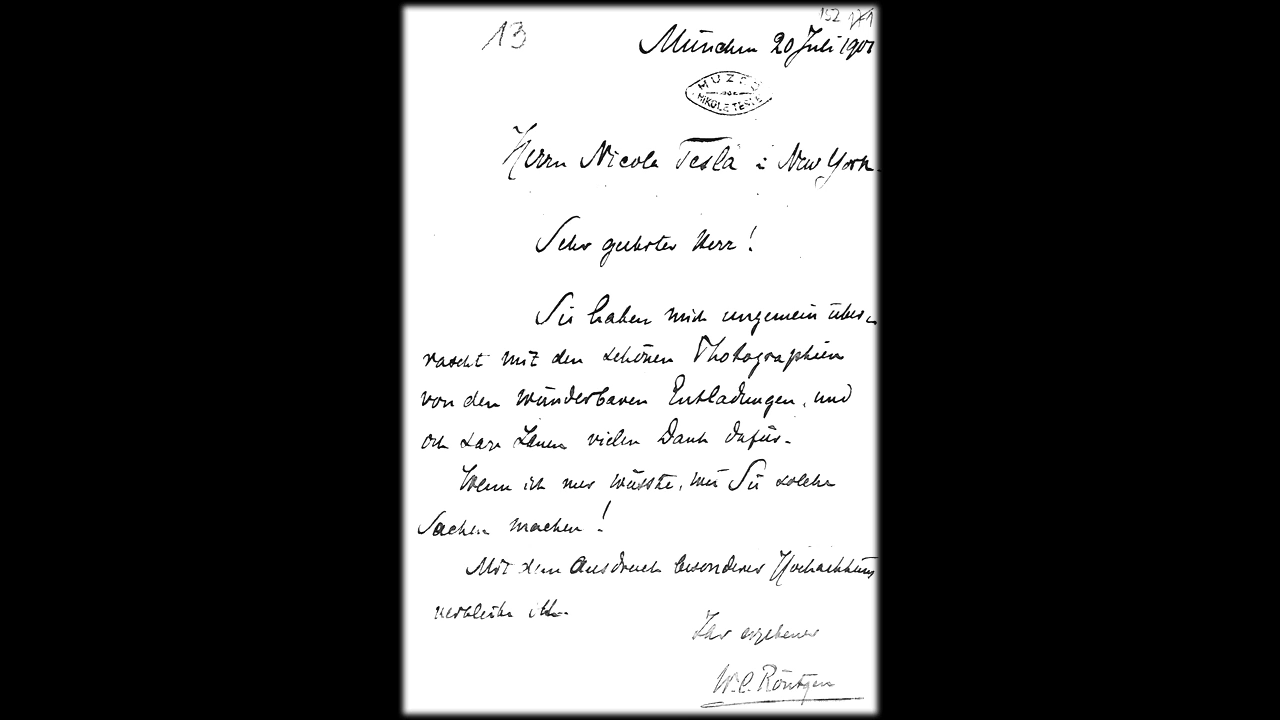 13
152 171
München 20 Juli 1901
MUZEJ
NIKOLE TESLE
Herrn Nicola Tesla i New York.
Sehr geehrter Herr!
Sie haben mich ungemein über-
rascht mit den schönen Photographien
von den wunderbaren Entladungen, und
ich sage Ihnen vielen Dank dafür.
Wenn ich nur wüsste, wie Sie solche
Sachen machen!
Mit dem Ausdruck besonderer Hochachtung
verbleibe ich
Ihr ergebener
W. C. Röntgen